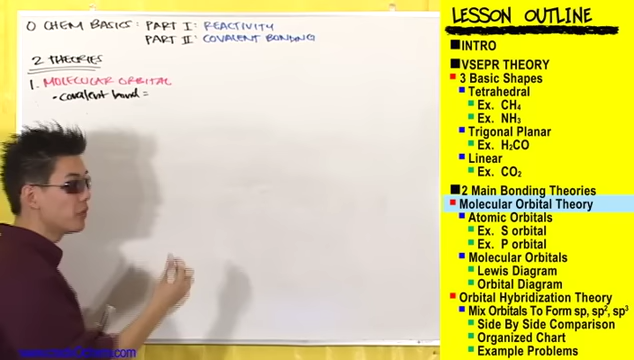 O CHEM BASICS: PART I: REACTIVITY
PART II: COVALENT BONDING
2 THEORIES
1. MOLECULAR ORBITAL
- covalent bond =
LESSON OUTLINE
INTRO
VSEPR THEORY
3 Basic Shapes
Tetrahedral
Ex. CH₄
Ex. NH₃
Trigonal Planar
Ex. H₂CO
Linear
Ex. CO₂
2 Main Bonding Theories
Molecular Orbital Theory
Atomic Orbitals
Ex. S orbital
Ex. P orbital
Molecular Orbitals
Lewis Diagram
Orbital Diagram
Orbital Hybridization Theory
Mix Orbitals To Form sp, sp², sp³
Side By Side Comparison
Organized Chart
Example Problems